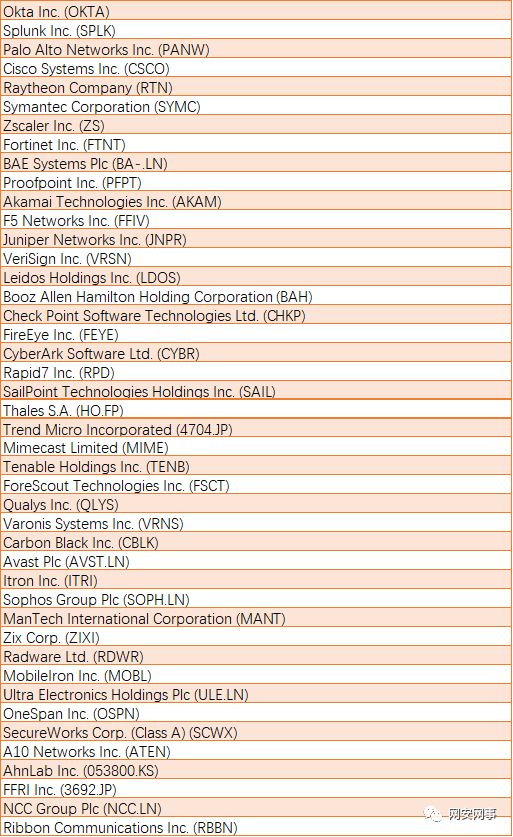 Okta Inc. (OKTA)
Splunk Inc. (SPLK)
Palo Alto Networks Inc. (PANW)
Cisco Systems Inc. (CSCO)
Raytheon Company (RTN)
Symantec Corporation (SYMC)
Zscaler Inc. (ZS)
Fortinet Inc. (FTNT)
BAE Systems Plc (BA-.LN)
Proofpoint Inc. (PFPT)
Akamai Technologies Inc. (AKAM)
F5 Networks Inc. (FFIV)
Juniper Networks Inc. (JNPR)
VeriSign Inc. (VRSN)
Leidos Holdings Inc. (LDOS)
Booz Allen Hamilton Holding Corporation (BAH)
Check Point Software Technologies Ltd. (CHKP)
FireEye Inc. (FEYE)
CyberArk Software Ltd. (CYBR)
Rapid7 Inc. (RPD)
SailPoint Technologies Holdings Inc. (SAIL)
Thales S.A. (HO.FP)
Trend Micro Incorporated (4704.JP)
Mimecast Limited (MIME)
Tenable Holdings Inc. (TENB)
ForeScout Technologies Inc. (FSCT)
Qualys Inc. (QLYS)
Varonis Systems Inc. (VRNS)
Carbon Black Inc. (CBLK)
Avast Plc (AVST.LN)
Itron Inc. (ITRI)
Sophos Group Plc (SOPH.LN)
ManTech International Corporation (MANT)
Zix Corp. (ZIXI)
Radware Ltd. (RDWR)
MobileIron Inc. (MOBL)
Ultra Electronics Holdings Plc (ULE.LN)
OneSpan Inc. (OSPN)
SecureWorks Corp. (Class A) (SCWX)
A10 Networks Inc. (ATEN)
AhnLab Inc. (053800.KS)
FFRI Inc. (3692.JP)
NCC Group Plc (NCC.LN)
网安网事
Ribbon Communications Inc. (RBBN)